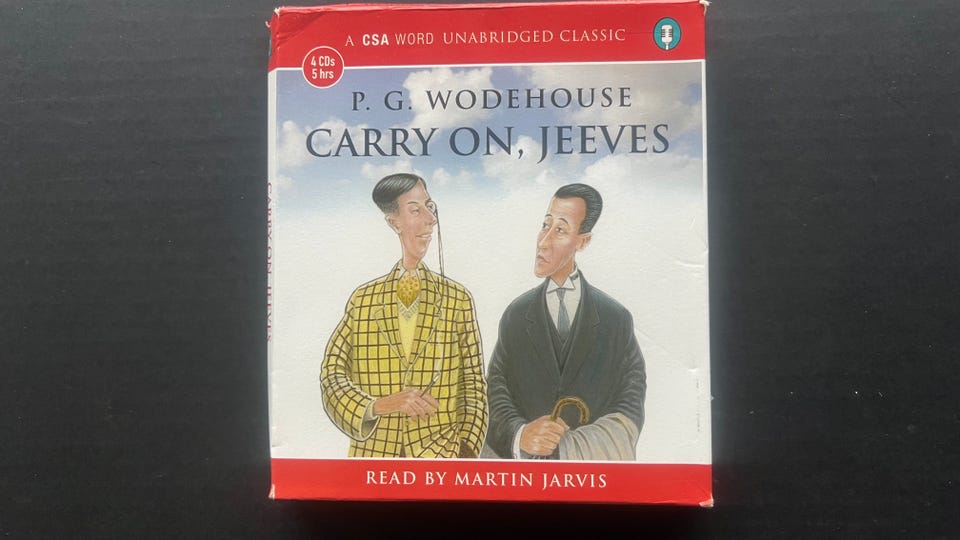 A CSA WORD UNABRIDGED CLASSIC
4 CDs
5 hrs
P. G. WODEHOUSE
CARRY ON, JEEVES
CARRY ON, JEEVES
READ BY MARTIN JARVIS